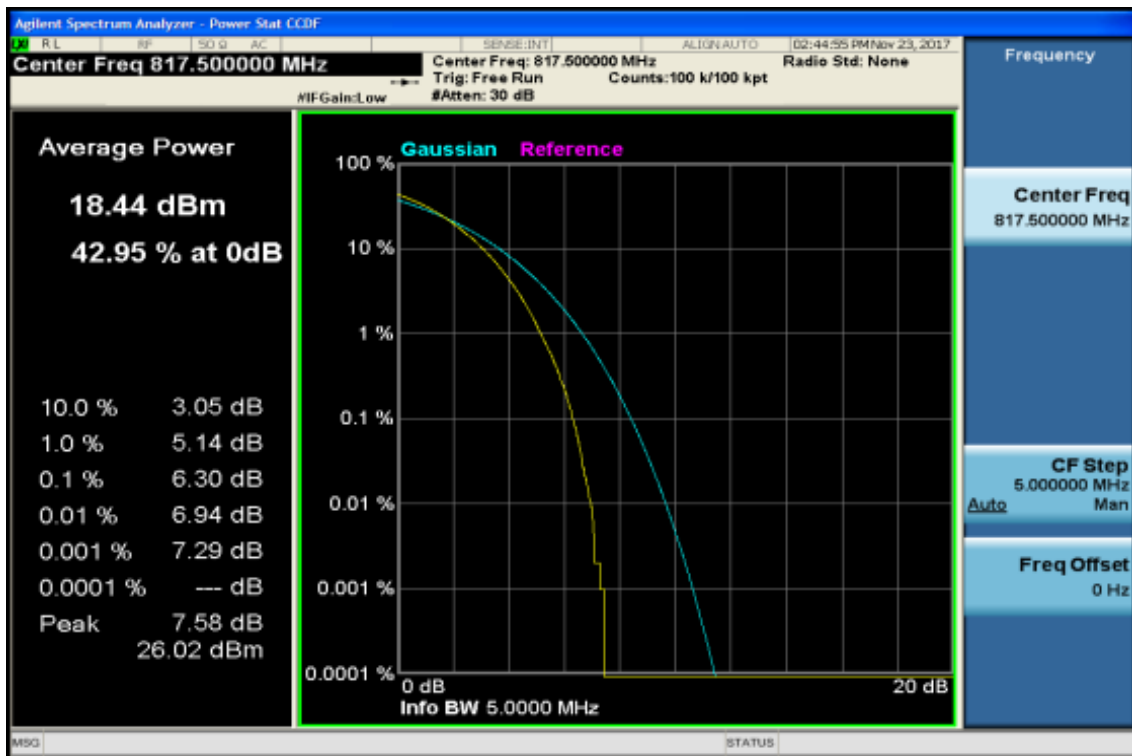 Agilent Spectrum Analyzer - Power Stat CCDF
RL RF 50 Ω AC SENSE:INT ALIGN AUTO 02:44:55 PM Nov 23, 2017
Center Freq 817.500000 MHz
Center Freq: 817.500000 MHz Radio Std: None
Trig: Free Run Counts:100 k/100 kpt
#IFGain:Low #Atten: 30 dB
Average Power
18.44 dBm
42.95 % at 0dB
10.0 % 3.05 dB
1.0 % 5.14 dB
0.1 % 6.30 dB
0.01 % 6.94 dB
0.001 % 7.29 dB
0.0001 % --- dB
Peak 7.58 dB
26.02 dBm
Gaussian Reference
100 %
10 %
1 %
0.1 %
0.01 %
0.001 %
0.0001 %
0 dB 20 dB
Info BW 5.0000 MHz
Frequency
Center Freq
817.500000 MHz
CF Step
5.000000 MHz
Auto Man
Freq Offset
0 Hz
MSG STATUS